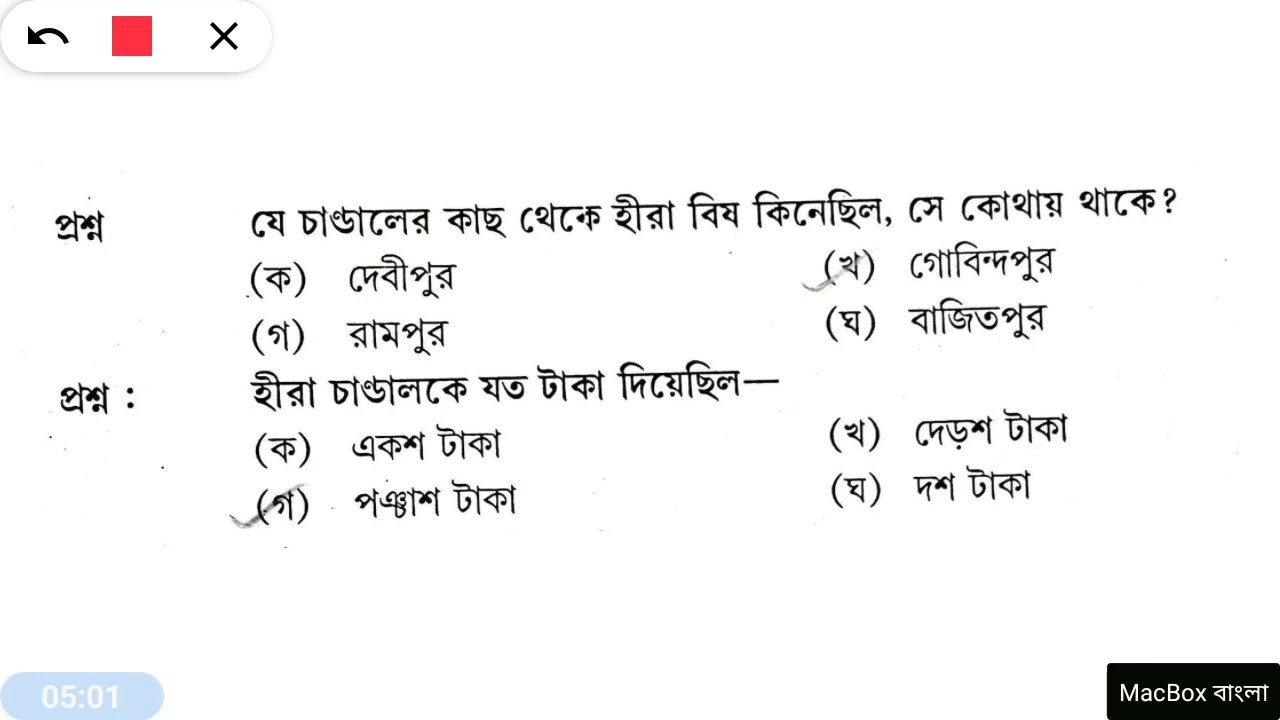 প্রশ্ন যে চাণ্ডালের কাছ থেকে হীরা বিষ কিনেছিল, সে কোথায় থাকে?
(ক) দেবীপুর (খ) গোবিন্দপুর
(গ) রামপুর (ঘ) বাজিতপুর
প্রশ্ন : হীরা চাণ্ডালকে যত টাকা দিয়েছিল—
(ক) একশ টাকা (খ) দেড়শ টাকা
(গ) পঞ্চাশ টাকা (ঘ) দশ টাকা
05:01
MacBox বাংলা